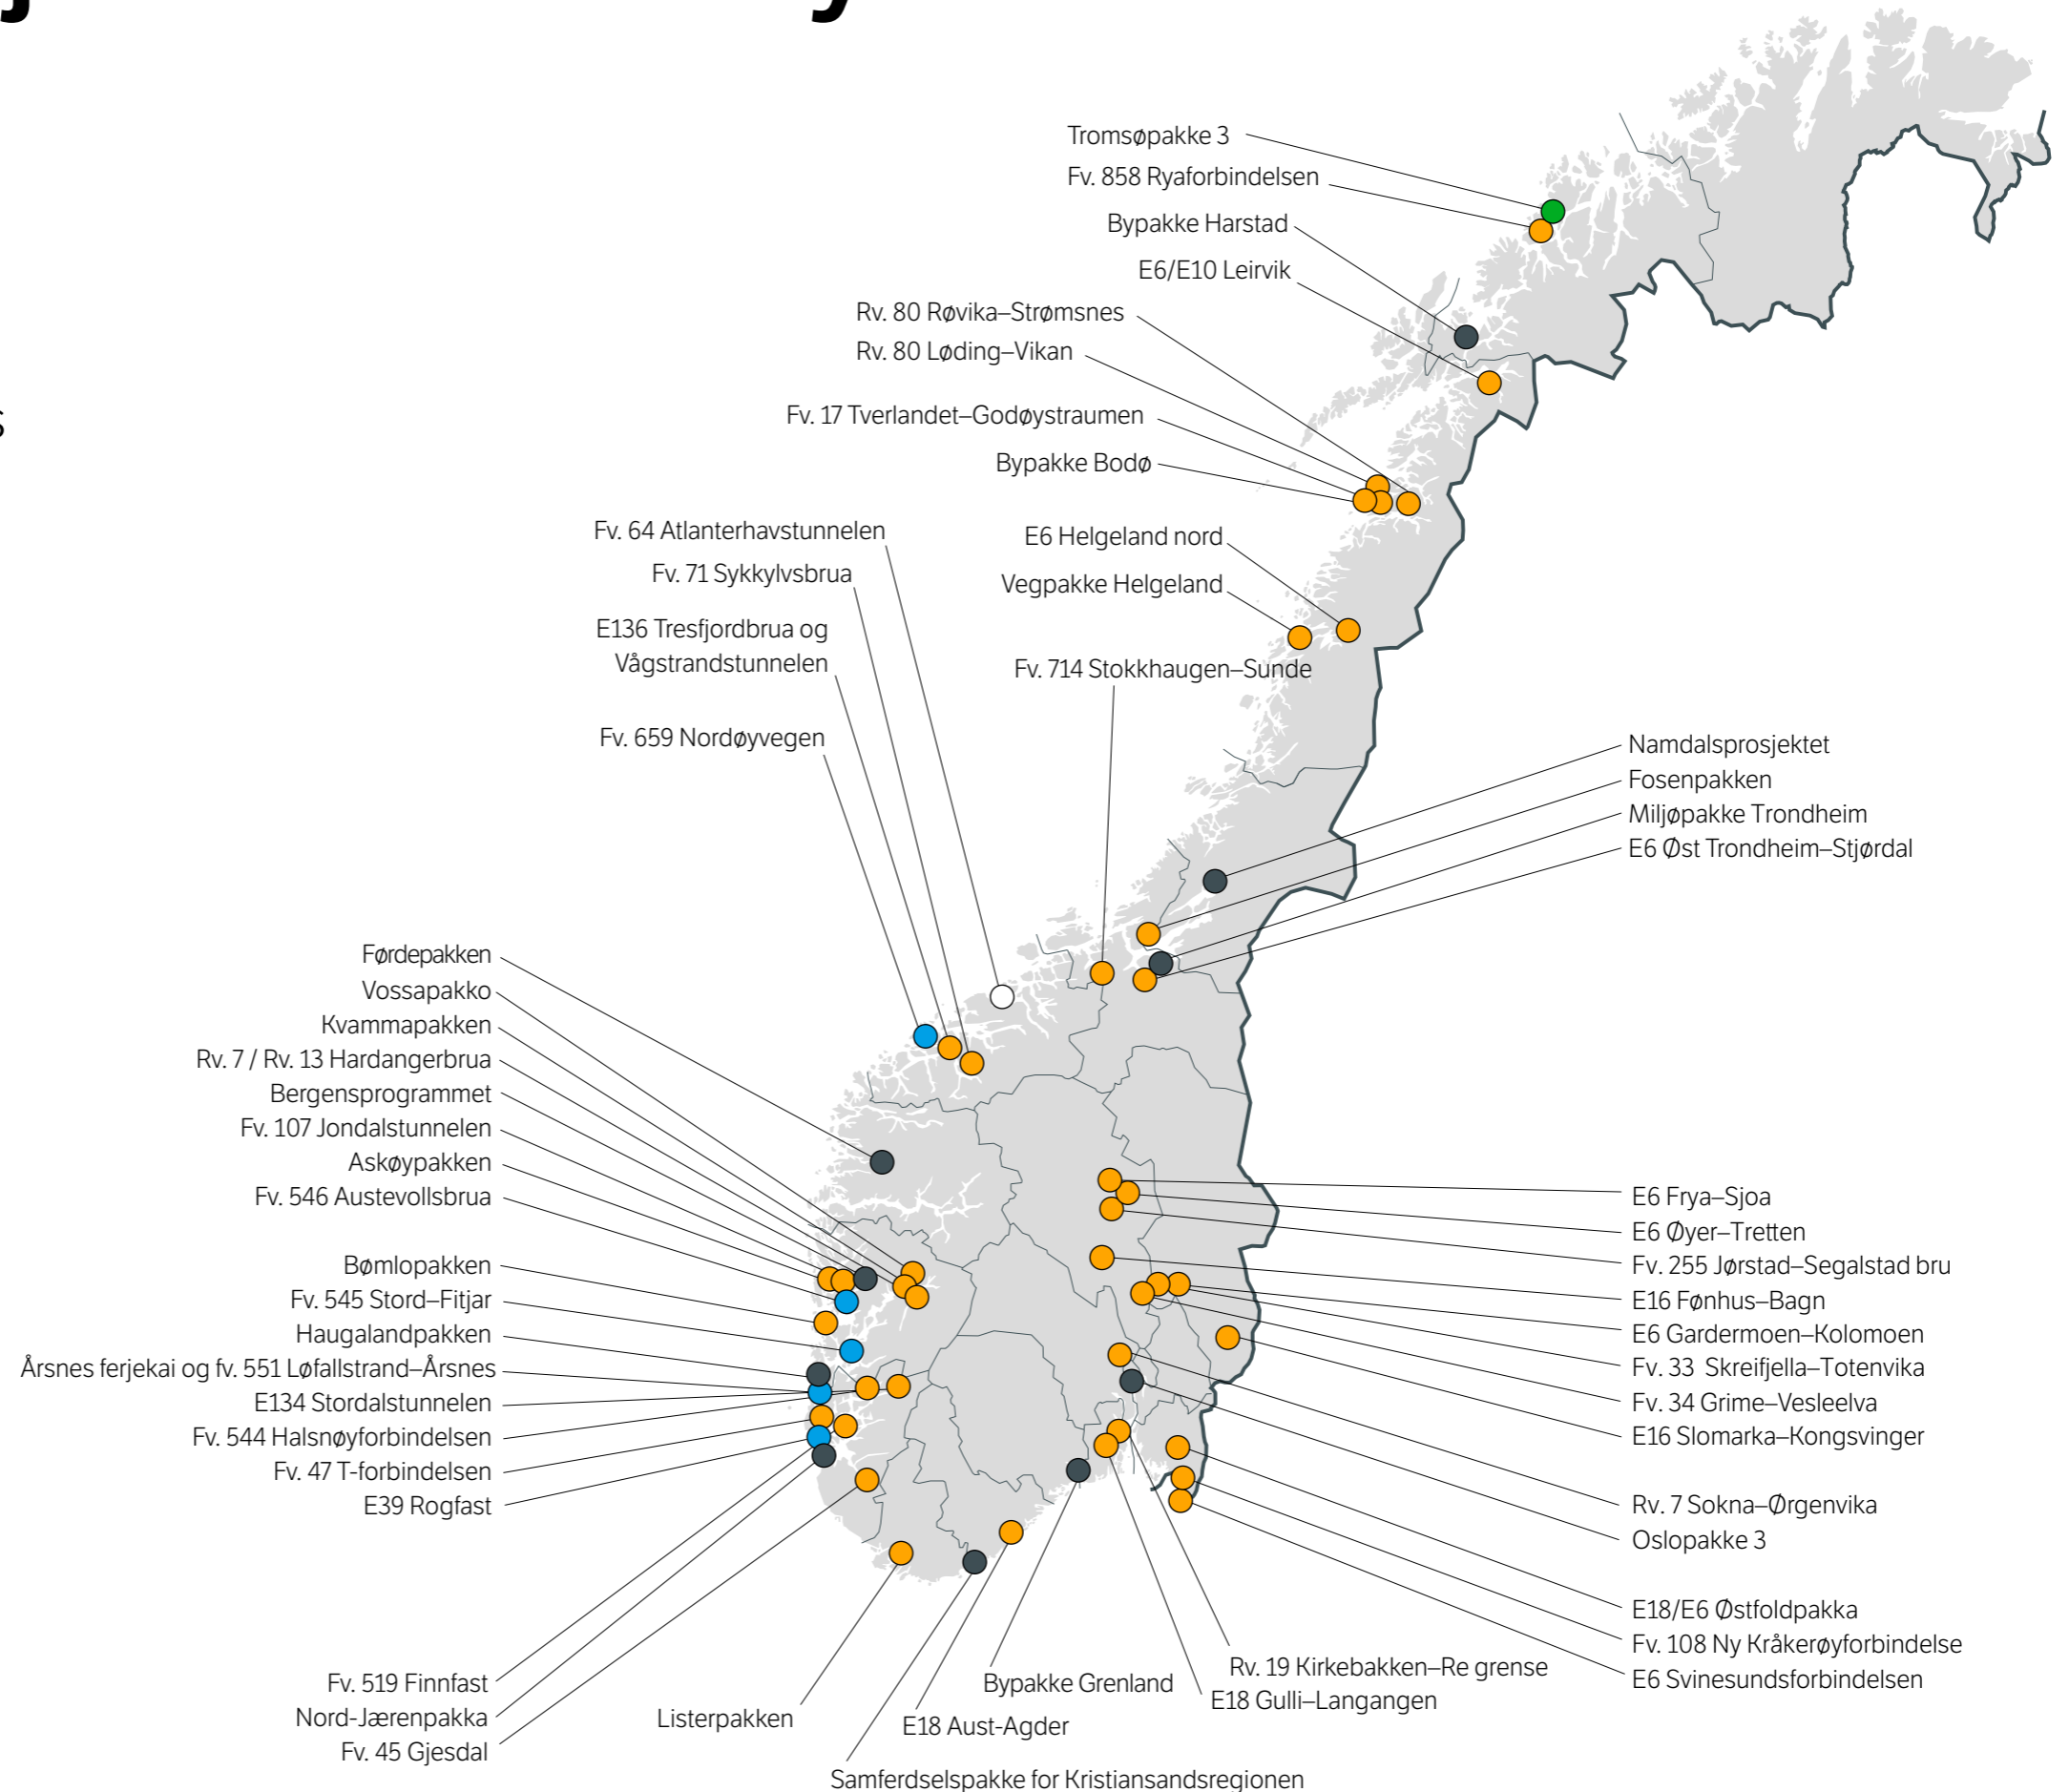 Tromsøpakke 3
Fv. 858 Ryaforbindelsen
Bypakke Harstad
E6/E10 Leirvik
Rv. 80 Røvika–Strømsnes
Rv. 80 Løding–Vikan
Fv. 17 Tverlandet–Godøystraumen
Bypakke Bodø
Fv. 64 Atlanterhavstunnelen
E6 Helgeland nord
Fv. 71 Sykkylvsbrua
Vegpakke Helgeland
E136 Tresfjordbrua og
Vågstrandstunnelen
Fv. 714 Stokkhaugen–Sunde
Fv. 659 Nordøyvegen
Namdalsprosjektet
Fosenpakken
Miljøpakke Trondheim
E6 Øst Trondheim–Stjørdal
Førdepakken
Vossapakko
Kvammapakken
Rv. 7 / Rv. 13 Hardangerbrua
Bergensprogrammet
Fv. 107 Jondalstunnelen
Askøypakken
Fv. 546 Austevollsbrua
Bømlopakken
Fv. 545 Stord–Fitjar
Haugalandpakken
Årsnes ferjekai og fv. 551 Løfallstrand–Årsnes
E134 Stordalstunnelen
Fv. 544 Halsnøyforbindelsen
Fv. 47 T-forbindelsen
E39 Rogfast
E6 Frya–Sjoa
E6 Øyer–Tretten
Fv. 255 Jørstad–Segalstad bru
E16 Fønhus–Bagn
E6 Gardermoen–Kolomoen
Fv. 33 Skreifjella–Totenvika
Fv. 34 Grime–Vesleelva
E16 Slomarka–Kongsvinger
Rv. 7 Sokna–Ørgenvika
Oslopakke 3
E18/E6 Østfoldpakka
Fv. 108 Ny Kråkerøyforbindelse
E6 Svinesundsforbindelsen
Fv. 519 Finnfast
Nord-Jærenpakka
Fv. 45 Gjesdal
Listerpakken
Bypakke Grenland
Rv. 19 Kirkebakken–Re grense
E18 Gulli–Langangen
E18 Aust-Agder
Samferdselspakke for Kristiansandsregionen